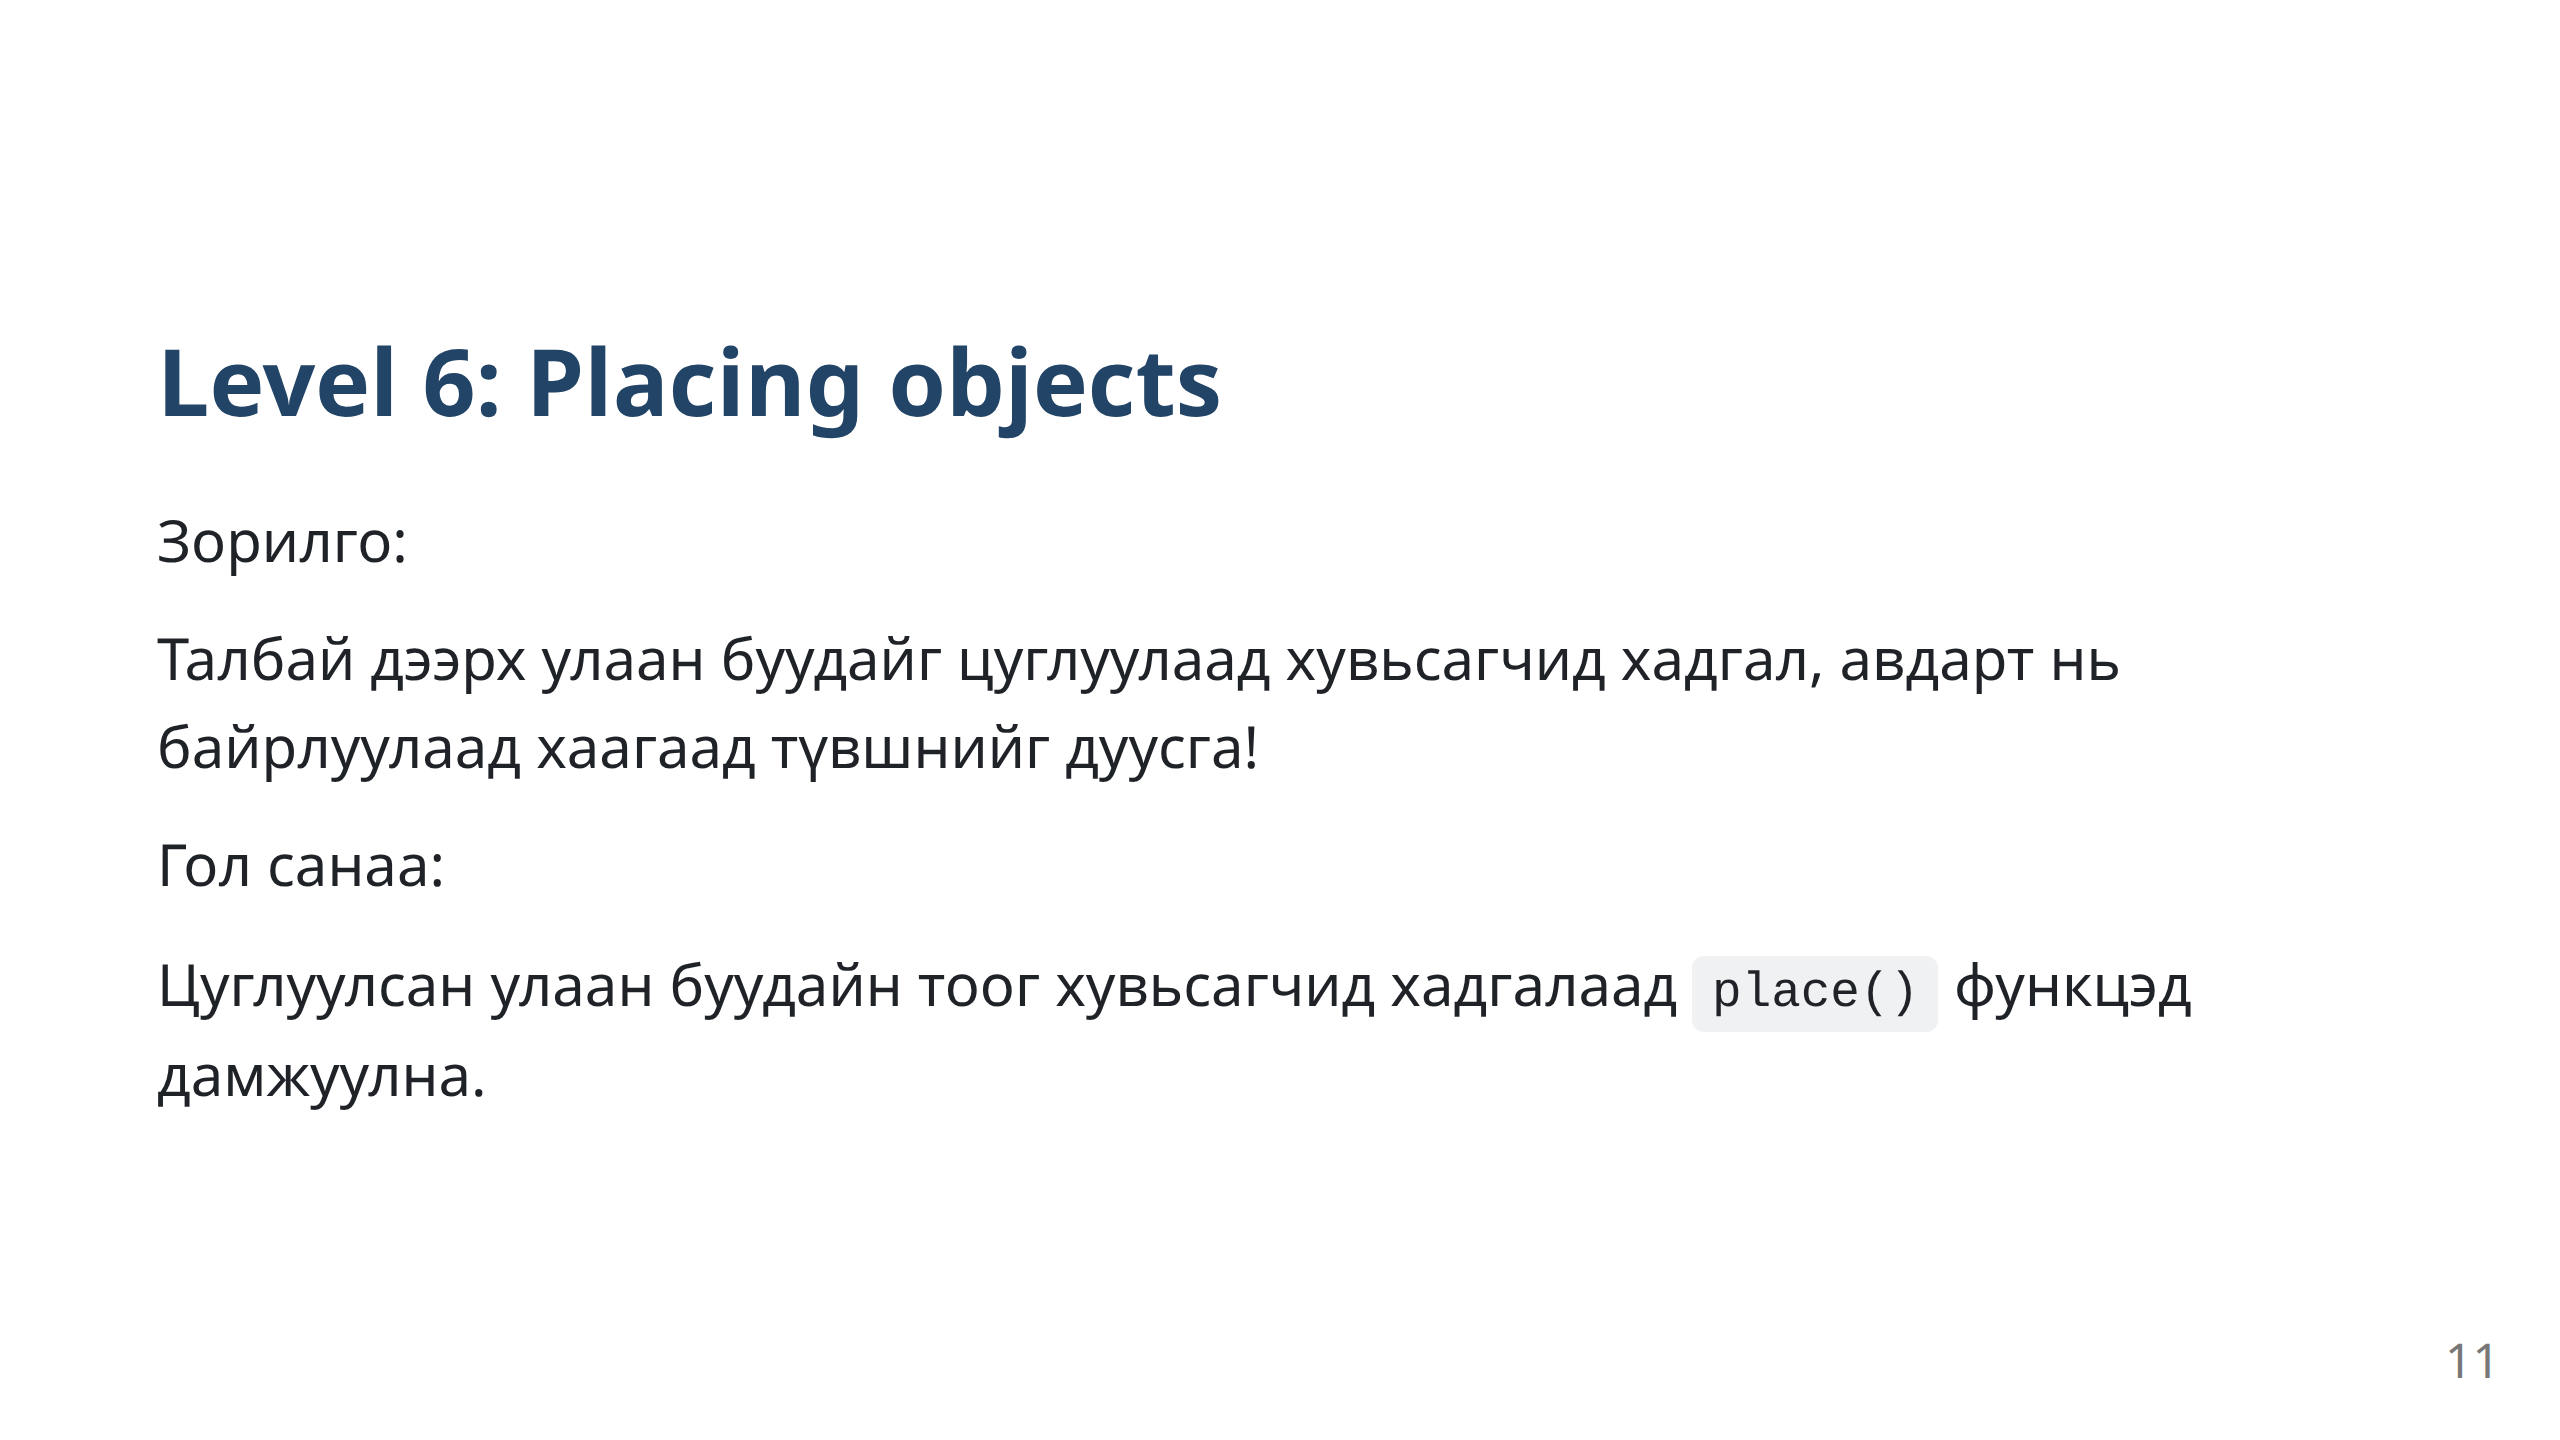 Level 6: Placing objects
Зорилго:
Талбай дээрх улаан буудайг цуглуулаад хувьсагчид хадгал, авдарт нь
байрлуулаад хаагаад түвшнийг дуусга!
Гол санаа:
Цуглуулсан улаан буудайн тоог хувьсагчид хадгалаад place() функцэд
дамжуулна.
11